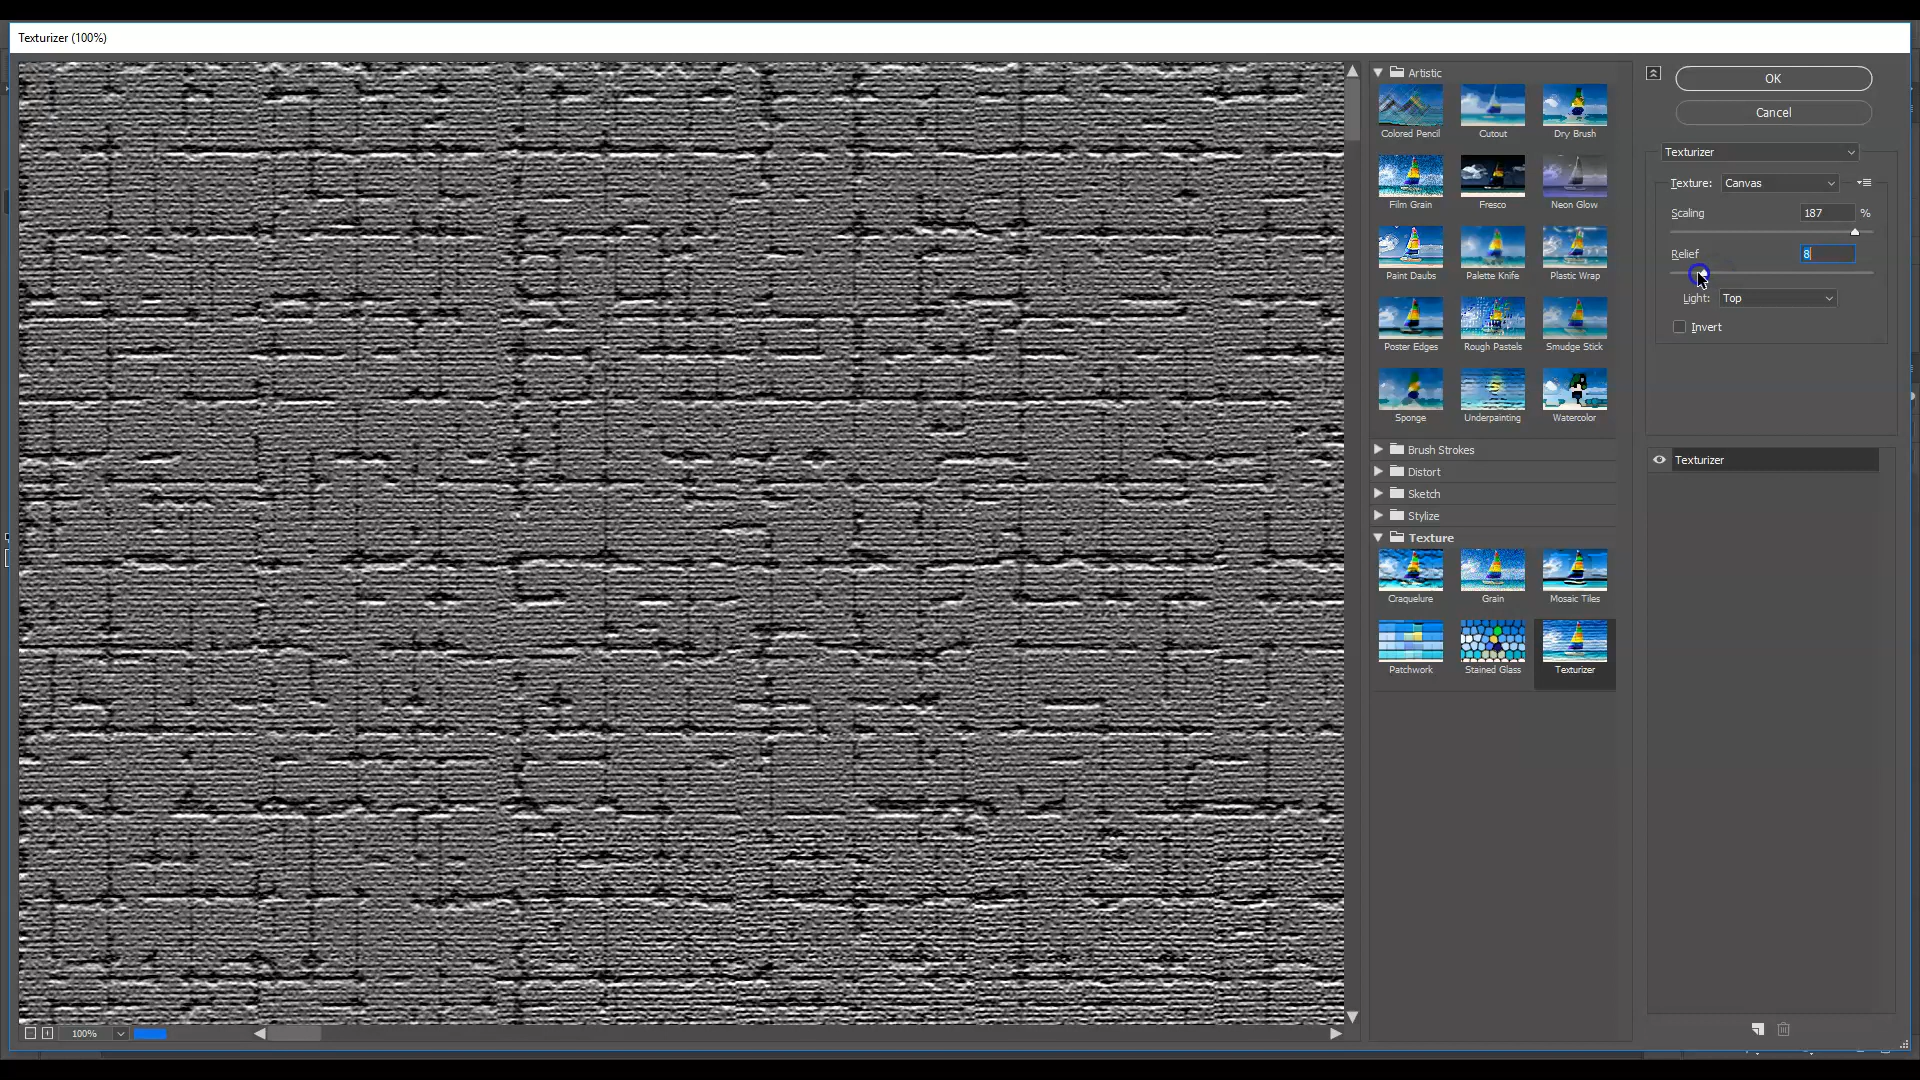 Texturizer (100%)
Artistic
Colored Pencil
Cutout
Dry Brush
Film Grain
Fresco
Neon Glow
Paint Daubs
Palette Knife
Plastic Wrap
Poster Edges
Rough Pastels
Smudge Stick
Sponge
Underpainting
Watercolor
Brush Strokes
Distort
Sketch
Stylize
Texture
Craquelure
Grain
Mosaic Tiles
Patchwork
Stained Glass
Texturizer
OK
Cancel
Texturizer
Texture: Canvas
Scaling 187 %
Relief 8
Light: Top
Invert
Texturizer
100%